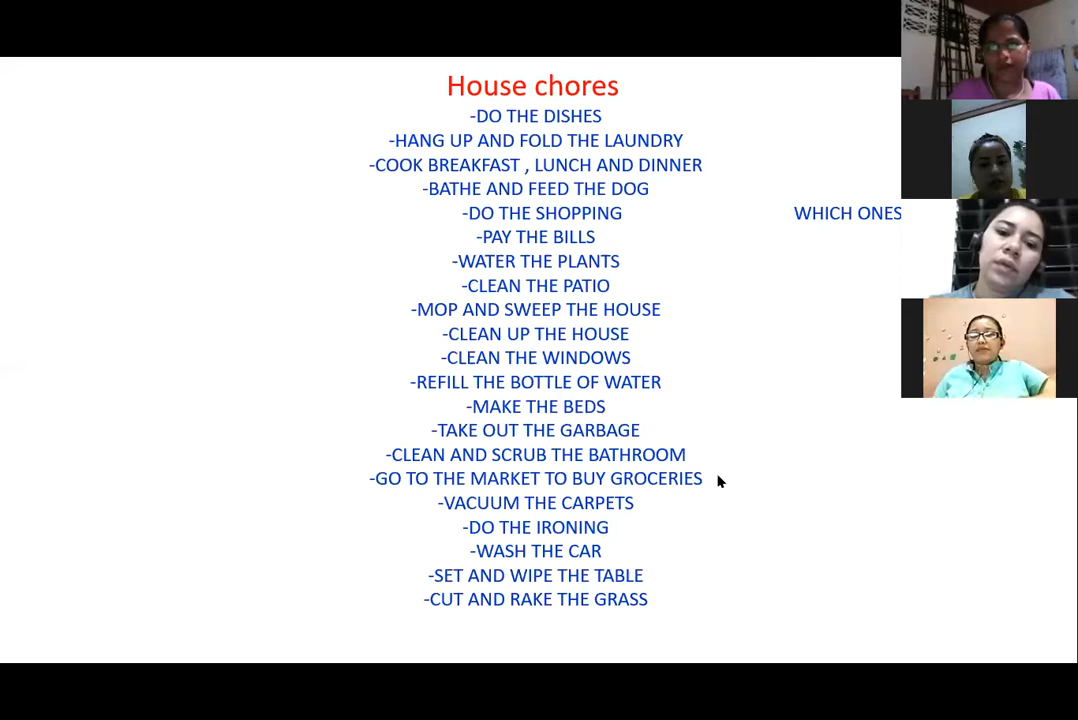 House chores
-DO THE DISHES
-HANG UP AND FOLD THE LAUNDRY
-COOK BREAKFAST , LUNCH AND DINNER
-BATHE AND FEED THE DOG
-DO THE SHOPPING
WHICH ONES
-PAY THE BILLS
-WATER THE PLANTS
-CLEAN THE PATIO
-MOP AND SWEEP THE HOUSE
-CLEAN UP THE HOUSE
-CLEAN THE WINDOWS
-REFILL THE BOTTLE OF WATER
-MAKE THE BEDS
-TAKE OUT THE GARBAGE
-CLEAN AND SCRUB THE BATHROOM
-GO TO THE MARKET TO BUY GROCERIES
-VACUUM THE CARPETS
-DO THE IRONING
-WASH THE CAR
-SET AND WIPE THE TABLE
-CUT AND RAKE THE GRASS